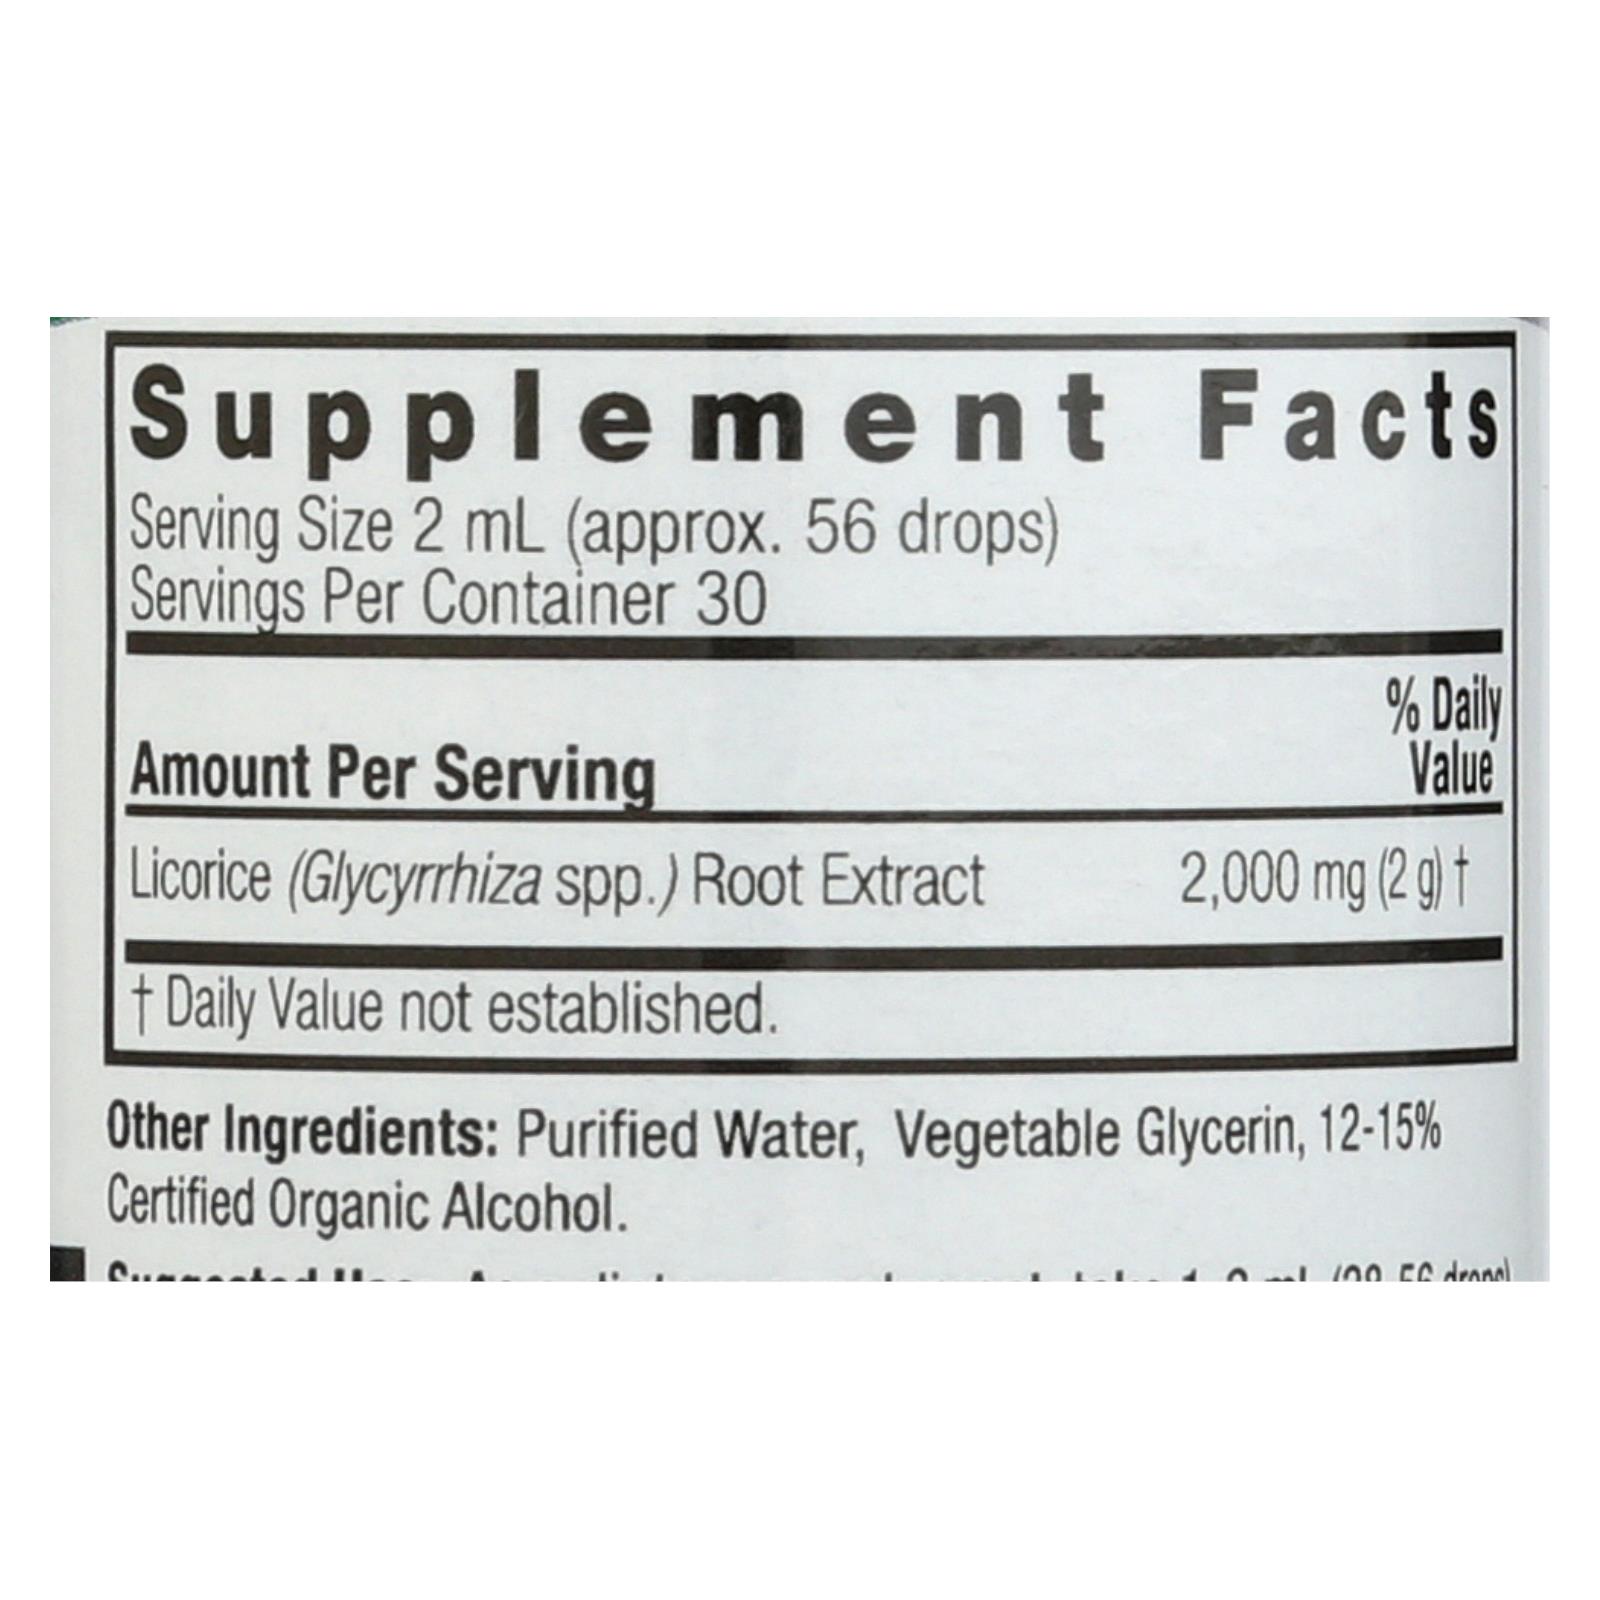 Supplement Facts
Serving Size 2 mL (approx. 56 drops)
Servings Per Container 30
% Daily
Value
Amount Per Serving
Licorice (Glycyrrhiza spp.) Root Extract 2,000 mg (2 g) †
† Daily Value not established.
Other Ingredients: Purified Water, Vegetable Glycerin, 12-15%
Certified Organic Alcohol.